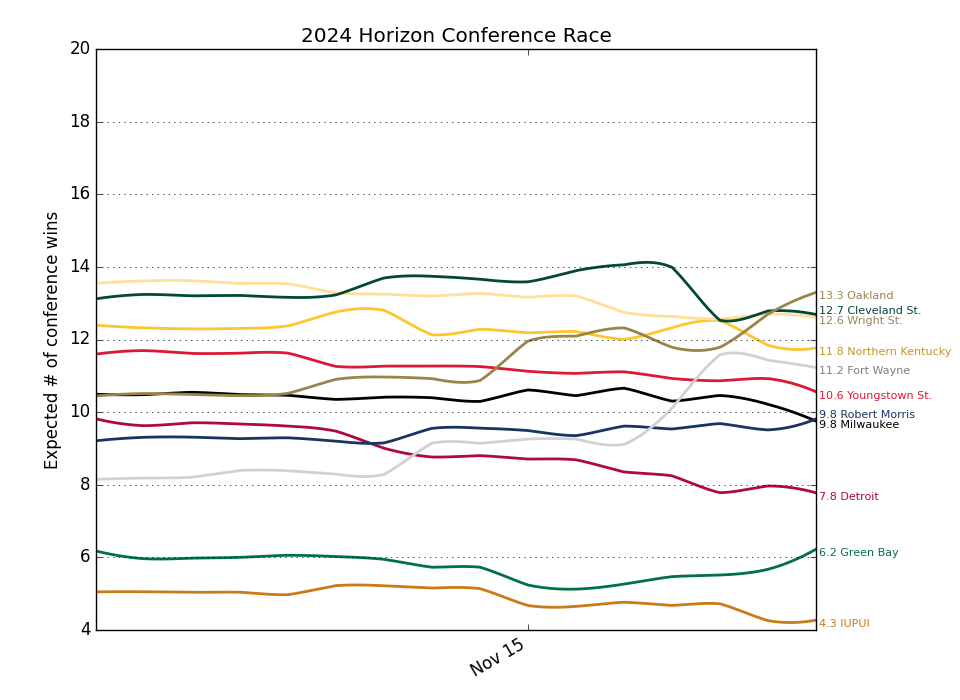 2024 Horizon Conference Race
Expected # of conference wins
20
18
16
14
12
10
8
6
4
Nov 15
13.3 Oakland
12.7 Cleveland St.
12.6 Wright St.
11.8 Northern Kentucky
11.2 Fort Wayne
10.6 Youngstown St.
9.8 Robert Morris
9.8 Milwaukee
7.8 Detroit
6.2 Green Bay
4.3 IUPUI